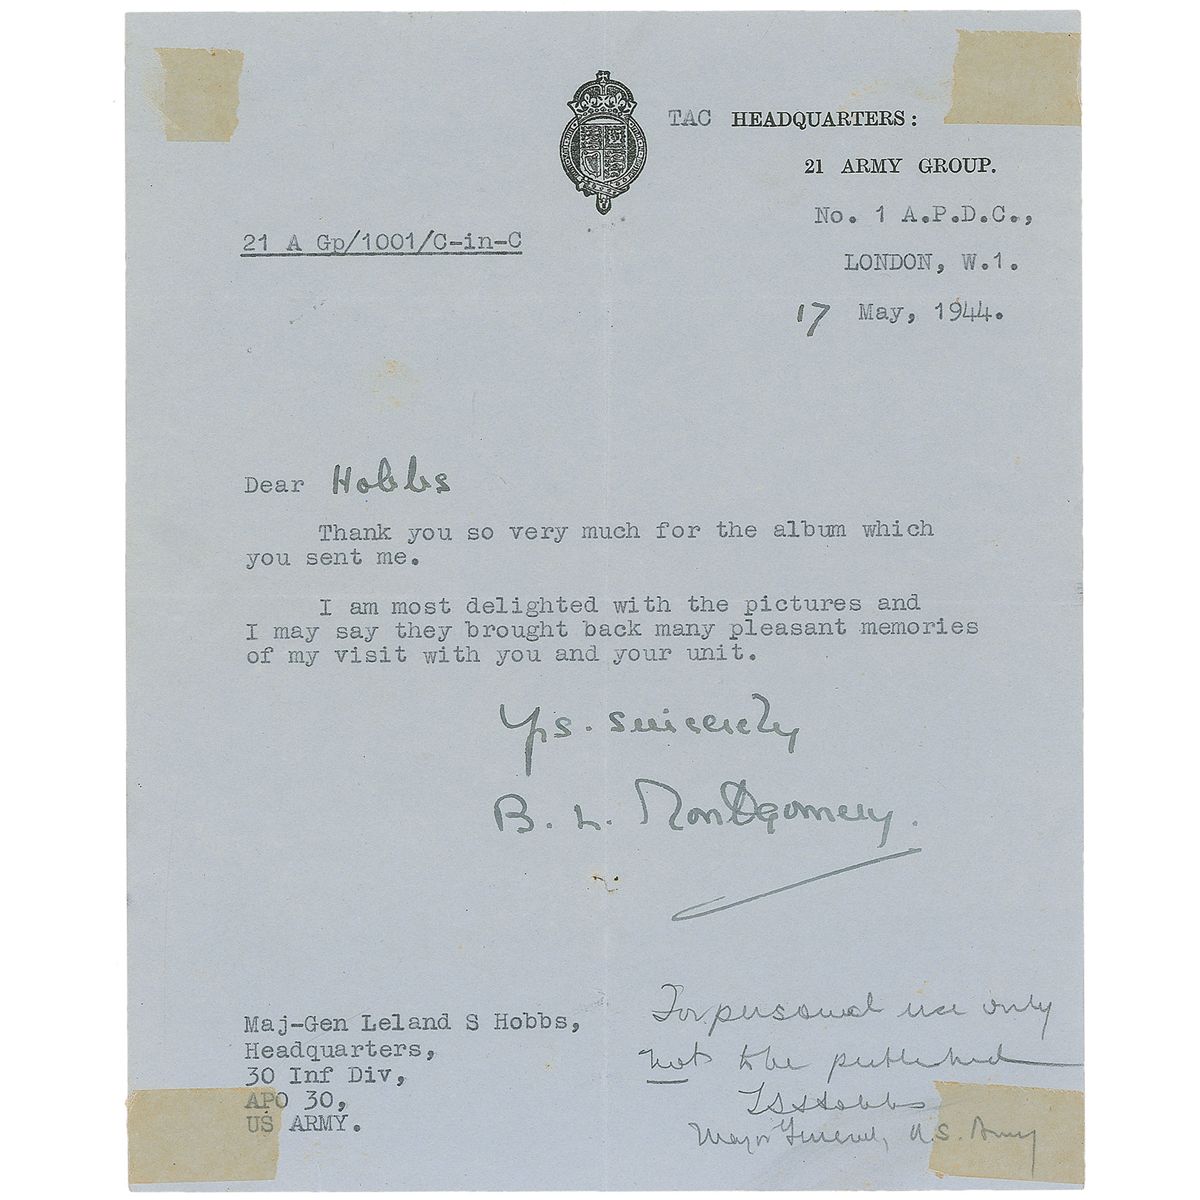 TAC HEADQUARTERS:
21 ARMY GROUP.
No. 1 A.P.D.C.,
LONDON, W.1.
21 A Gp/1001/C-in-C
17 May, 1944.
Dear Hobbs
Thank you so very much for the album which
you sent me.
I am most delighted with the pictures and
I may say they brought back many pleasant memories
of my visit with you and your unit.
Yrs. sincerely
B. L. Montgomery.
Maj-Gen Leland S Hobbs,
Headquarters,
30 Inf Div,
APO 30,
US ARMY.
For personal use only
not to be published
LS Hobbs
Major General, U.S. Army